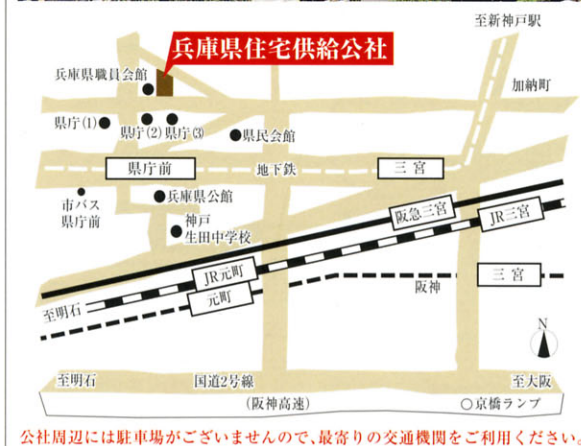 至新神戸駅
兵庫県住宅供給公社
兵庫県職員会館
加納町
県庁(1)
県庁(2)
県庁(3)
県民会館
県庁前
地下鉄
三宮
市バス
県庁前
兵庫県公館
神戸
生田中学校
阪急三宮
JR三宮
JR元町
元町
阪神
三宮
至明石
N
至明石
国道2号線
至大阪
(阪神高速)
京橋ランプ
公社周辺には駐車場がございませんので、最寄りの交通機関をご利用ください。